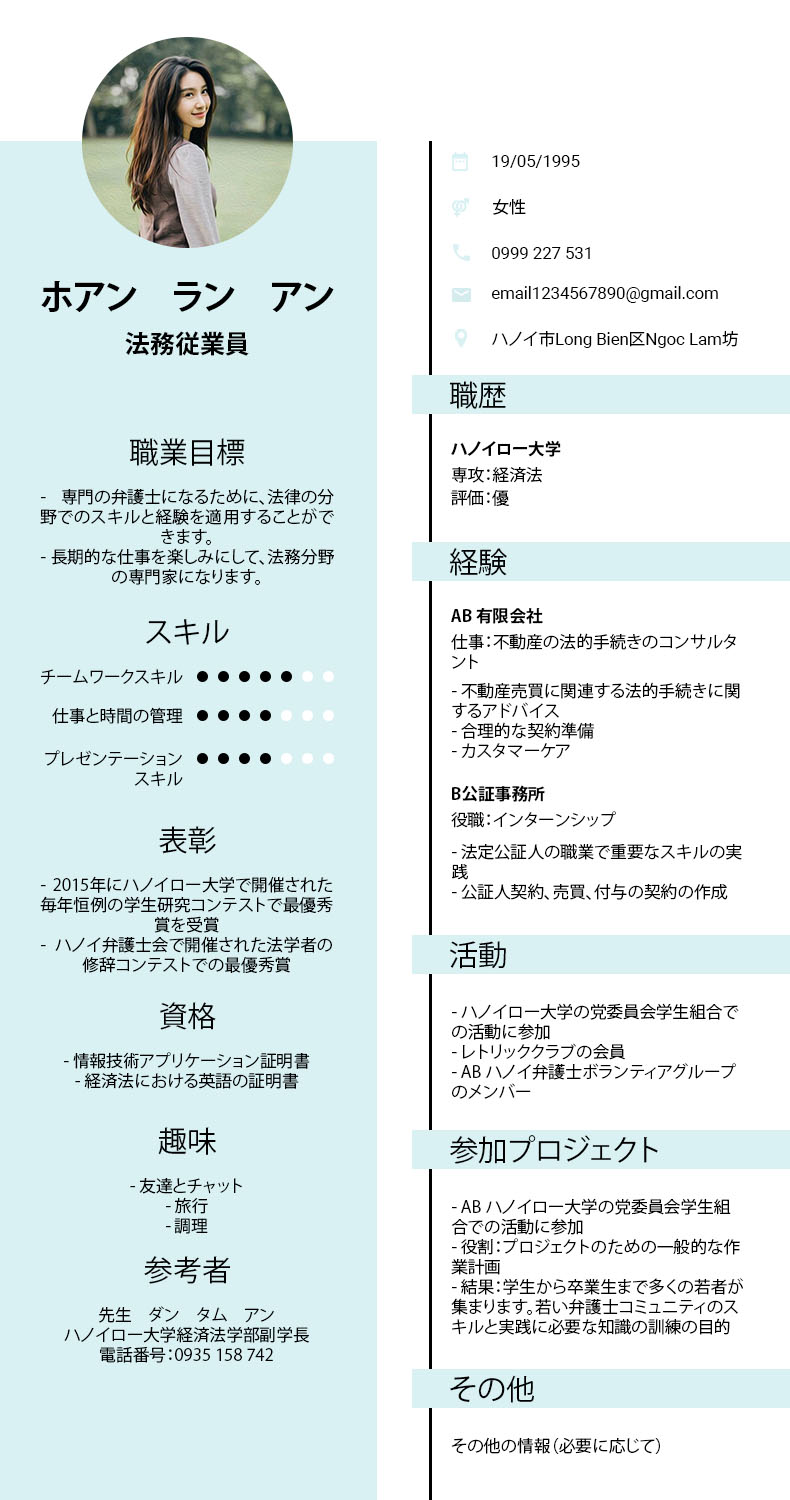 ホアン　ラン　アン
法務従業員
職業目標
-　専門の弁護士になるために、法律の分
野でのスキルと経験を適用することがで
きます。
- 長期的な仕事を楽しみにして、法務分野
の専門家になります。
スキル
チームワークスキル
仕事と時間の管理
プレゼンテーション
スキル
表彰
- 2015年にハノイロー大学で開催された
毎年恒例の学生研究コンテストで最優秀
賞を受賞
- ハノイ弁護士会で開催された法学者の
修辞コンテストでの最優秀賞
資格
- 情報技術アプリケーション証明書
- 経済法における英語の証明書
趣味
- 友達とチャット
- 旅行
- 調理
参考者
先生　ダン　タム　アン
ハノイロー大学経済法学部副学長
電話番号：0935 158 742
19/05/1995
女性
0999 227 531
email1234567890@gmail.com
ハノイ市Long Bien区Ngoc Lam坊
職歴
ハノイロー大学
専攻：経済法
評価：優
経験
AB 有限会社
仕事：不動産の法的手続きのコンサルタ
ント
- 不動産売買に関連する法的手続きに関
するアドバイス
- 合理的な契約準備
- カスタマーケア
B公証事務所
役職：インターンシップ
- 法定公証人の職業で重要なスキルの実
践
- 公証人契約、売買、付与の契約の作成
活動
- ハノイロー大学の党委員会学生組合で
の活動に参加
- レトリッククラブの会員
- AB ハノイ弁護士ボランティアグループ
のメンバー
参加プロジェクト
- AB ハノイロー大学の党委員会学生組
合での活動に参加
- 役割：プロジェクトのための一般的な作
業計画
- 結果：学生から卒業生まで多くの若者が
集まります。若い弁護士コミュニティのス
キルと実践に必要な知識の訓練の目的
その他
その他の情報（必要に応じて）